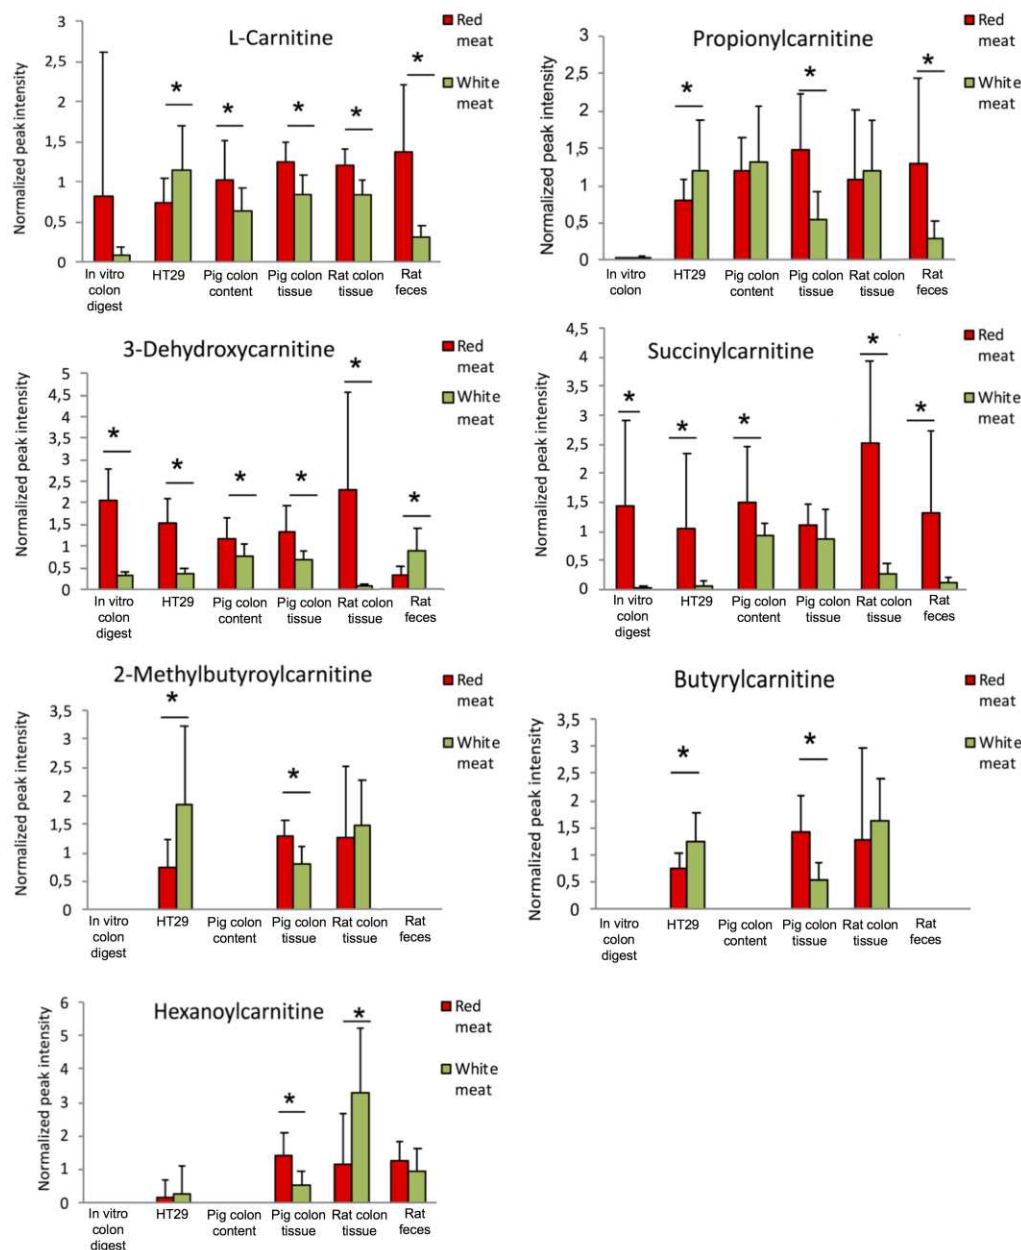 L-Carnitine
Red
meat
White
meat
Normalized peak intensity
3
2,5
2
1,5
1
0,5
0
*
*
*
*
*
In vitro
colon
digest
HT29
Pig colon
content
Pig colon
tissue
Rat colon
tissue
Rat
feces
Propionylcarnitine
Red
meat
White
meat
Normalized peak intensity
3
2,5
2
1,5
1
0,5
0
*
*
*
In vitro
colon
HT29
Pig colon
content
Pig colon
tissue
Rat colon
tissue
Rat
feces
3-Dehydroxycarnitine
Red
meat
White
meat
Normalized peak intensity
5
4,5
4
3,5
3
2,5
2
1,5
1
0,5
0
*
*
*
*
*
*
In vitro
colon
digest
HT29
Pig colon
content
Pig colon
tissue
Rat colon
tissue
Rat
feces
Succinylcarnitine
Red
meat
White
meat
Normalized peak intensity
4,5
4
3,5
3
2,5
2
1,5
1
0,5
0
*
*
*
*
*
In vitro
colon
digest
HT29
Pig colon
content
Pig colon
tissue
Rat colon
tissue
Rat
feces
2-Methylbutyroylcarnitine
Red
meat
White
meat
Normalized peak intensity
3,5
3
2,5
2
1,5
1
0,5
0
*
*
In vitro
colon
digest
HT29
Pig colon
content
Pig colon
tissue
Rat colon
tissue
Rat
feces
Butyrylcarnitine
Red
meat
White
meat
Normalized peak intensity
3,5
3
2,5
2
1,5
1
0,5
0
*
*
In vitro
colon
digest
HT29
Pig colon
content
Pig colon
tissue
Rat colon
tissue
Rat
feces
Hexanoylcarnitine
Red
meat
White
meat
Normalized peak intensity
6
5
4
3
2
1
0
*
*
In vitro
colon
digest
HT29
Pig colon
content
Pig colon
tissue
Rat colon
tissue
Rat
feces